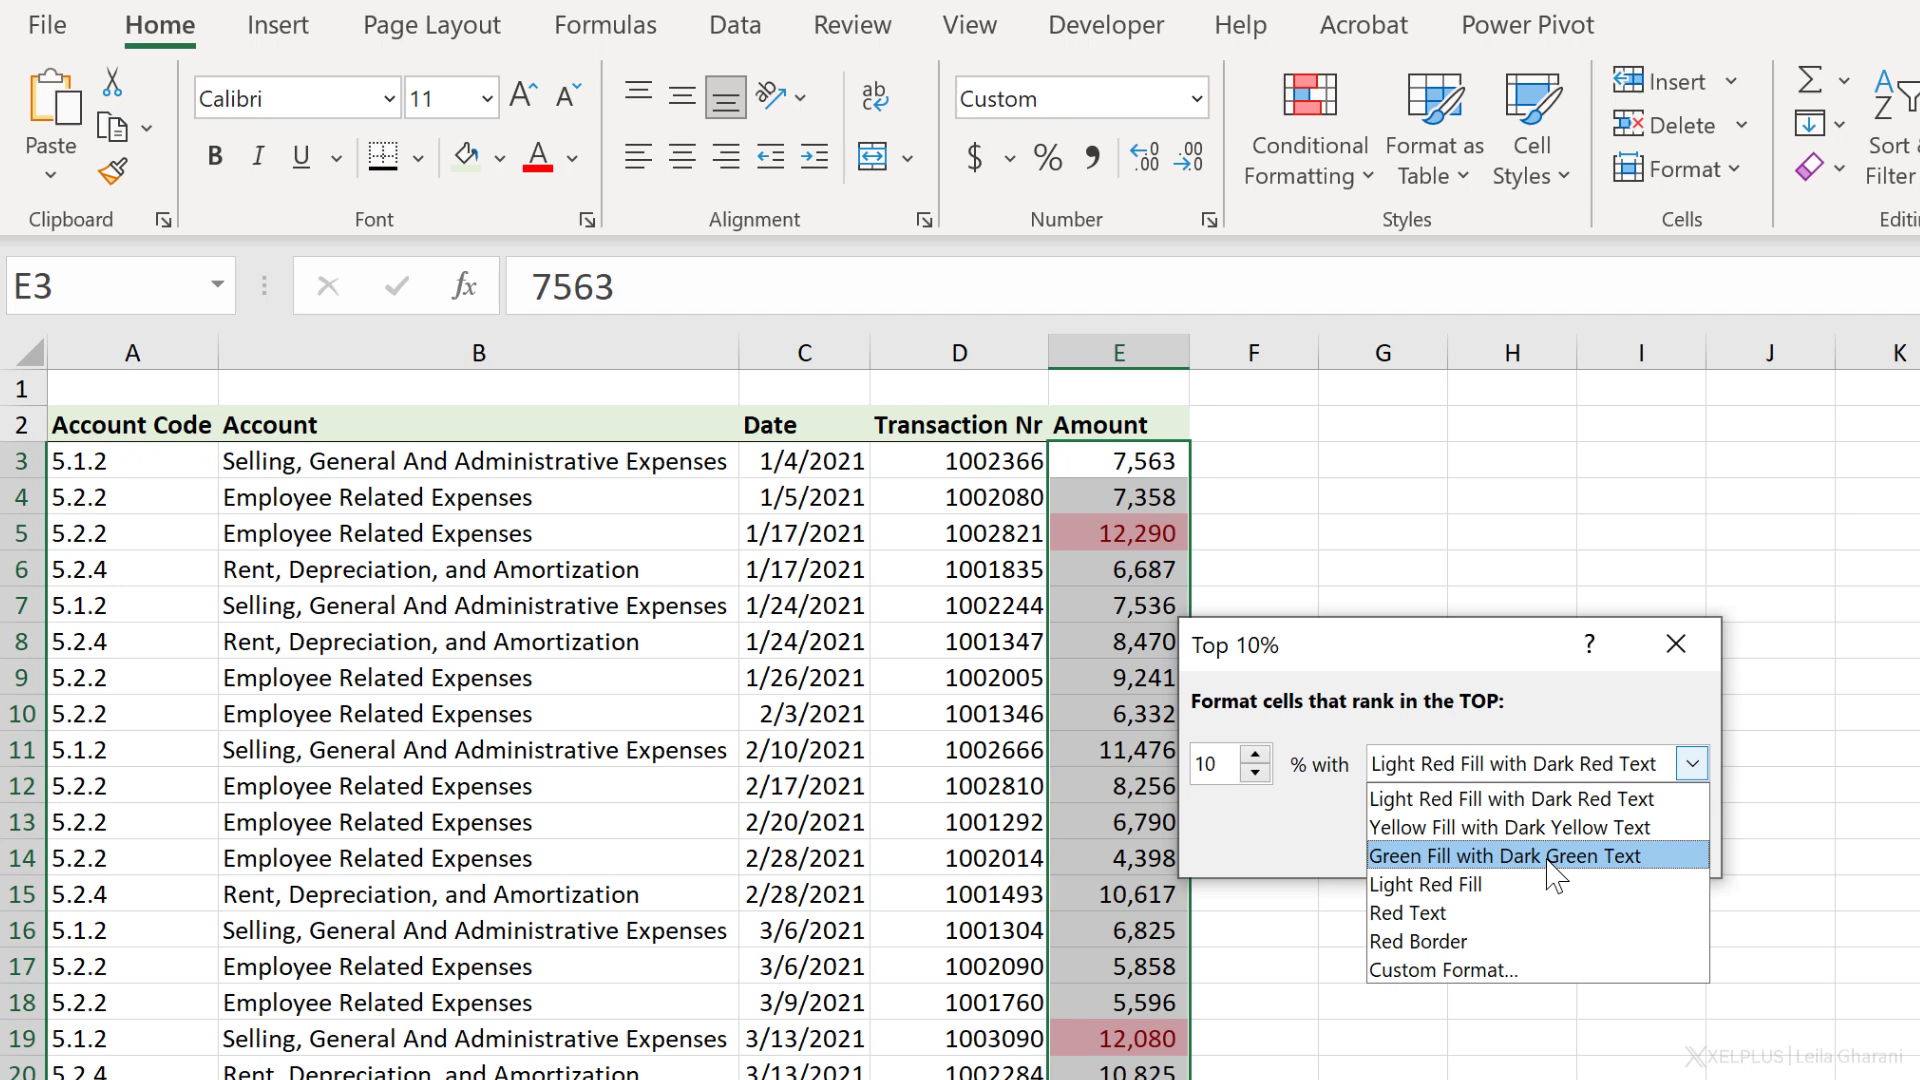 File Home Insert Page Layout Formulas Data Review View Developer Help Acrobat Power Pivot
Calibri 11 Custom
Paste Conditional Formatting Format as Table Cell Styles Insert Delete Format Sort & Filter
B I U A $ % , ab
Clipboard Font Alignment Number Styles Cells
E3 fx 7563
A B C D E F G H I J K
1
2 Account Code Account Date Transaction Nr Amount
3 5.1.2 Selling, General And Administrative Expenses 1/4/2021 1002366 7,563
4 5.2.2 Employee Related Expenses 1/5/2021 1002080 7,358
5 5.2.2 Employee Related Expenses 1/17/2021 1002821 12,290
6 5.2.4 Rent, Depreciation, and Amortization 1/17/2021 1001835 6,687
7 5.1.2 Selling, General And Administrative Expenses 1/24/2021 1002244 7,536
8 5.2.4 Rent, Depreciation, and Amortization 1/24/2021 1001347 8,470
9 5.2.2 Employee Related Expenses 1/26/2021 1002005 9,241
10 5.2.2 Employee Related Expenses 2/3/2021 1001346 6,332
11 5.1.2 Selling, General And Administrative Expenses 2/10/2021 1002666 11,476
12 5.2.2 Employee Related Expenses 2/17/2021 1002810 8,256
13 5.2.2 Employee Related Expenses 2/20/2021 1001292 6,790
14 5.2.2 Employee Related Expenses 2/28/2021 1002014 4,398
15 5.2.4 Rent, Depreciation, and Amortization 2/28/2021 1001493 10,617
16 5.1.2 Selling, General And Administrative Expenses 3/6/2021 1001304 6,825
17 5.2.2 Employee Related Expenses 3/6/2021 1002090 5,858
18 5.2.2 Employee Related Expenses 3/9/2021 1001760 5,596
19 5.1.2 Selling, General And Administrative Expenses 3/13/2021 1003090 12,080
20 5.2.4 Rent, Depreciation, and Amortization 3/13/2021 1002284 10,825
Top 10% ?
Format cells that rank in the TOP:
10 % with Light Red Fill with Dark Red Text
Light Red Fill with Dark Red Text
Yellow Fill with Dark Yellow Text
Green Fill with Dark Green Text
Light Red Fill
Red Text
Red Border
Custom Format...
XELPLUS | Leila Gharani